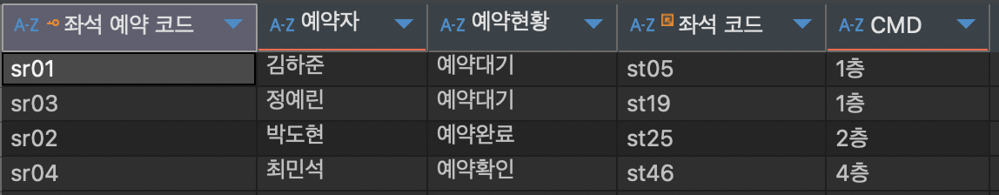 A-Z 좌석 예약 코드 A-Z 예약자 A-Z 예약현황 A-Z 좌석 코드 A-Z CMD
sr01 김하준 예약대기 st05 1층
sr03 정예린 예약대기 st19 1층
sr02 박도현 예약완료 st25 2층
sr04 최민석 예약확인 st46 4층